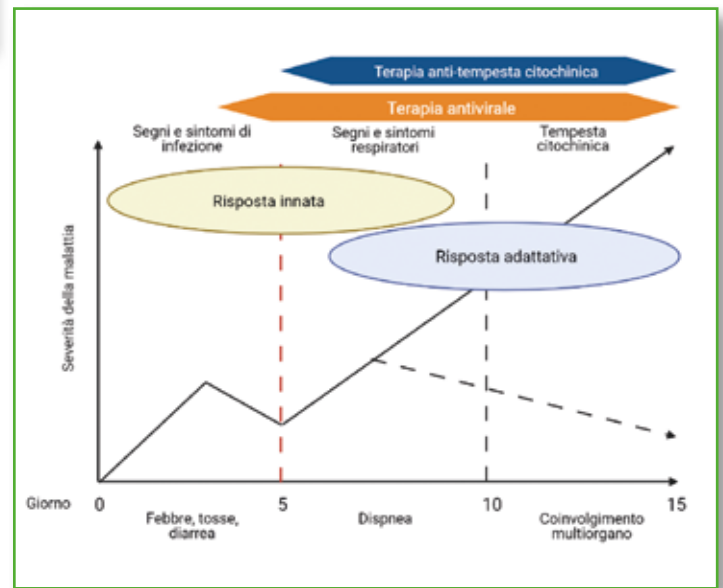 Terapia anti-tempesta citochinica
Terapia antivirale
Segni e sintomi di
infezione
Segni e sintomi
respiratori
Tempesta
citochinica
Risposta innata
Risposta adattativa
Severità della malattia
Giorno 0 5 10 15
Febbre, tosse,
diarrea
Dispnea
Coinvolgimento
multiorgano